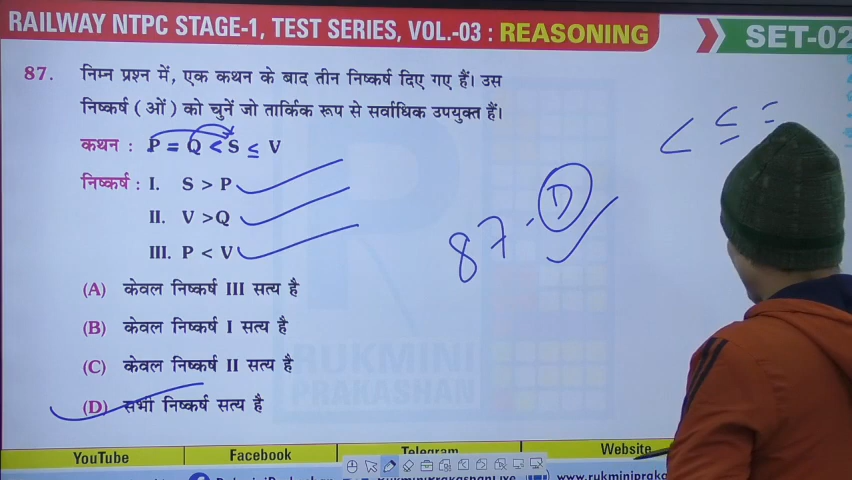 RAILWAY NTPC STAGE-1, TEST SERIES, VOL.-03 : REASONING
SET-02
87. निम्न प्रश्न में, एक कथन के बाद तीन निष्कर्ष दिए गए हैं। उस
निष्कर्ष (ओं) को चुनें जो तार्किक रूप से सर्वाधिक उपयुक्त हैं।
कथन : P = Q < S ≤ V
< ≤ =
निष्कर्ष : I. S > P
II. V >Q
III. P < V
87. D
(A) केवल निष्कर्ष III सत्य है
(B) केवल निष्कर्ष I सत्य है
(C) केवल निष्कर्ष II सत्य है
(D) सभी निष्कर्ष सत्य है
RUKMINI
PRAKASHAN
YouTube Facebook Telegram Website